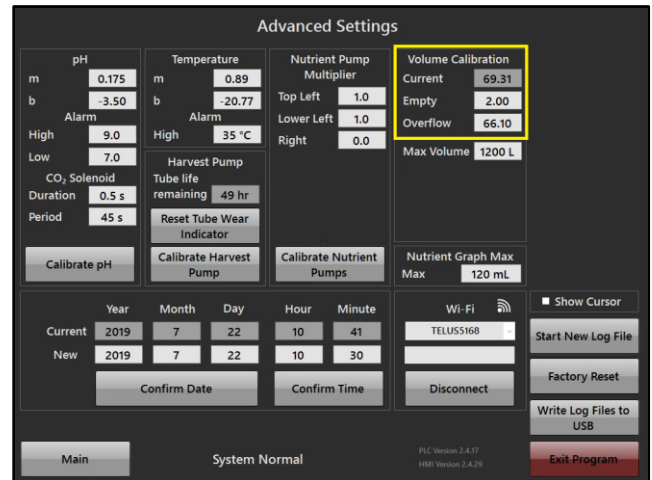 Advanced Settings
pH
m 0.175
b -3.50
Alarm
High 9.0
Low 7.0
CO₂ Solenoid
Duration 0.5 s
Period 45 s
Calibrate pH
Temperature
m 0.89
b -20.77
Alarm
High 35 °C
Harvest Pump
Tube life
remaining 49 hr
Reset Tube Wear
Indicator
Calibrate Harvest
Pump
Nutrient Pump
Multiplier
Top Left 1.0
Lower Left 1.0
Right 0.0
Calibrate Nutrient
Pumps
Volume Calibration
Current 69.31
Empty 2.00
Overflow 66.10
Max Volume 1200 L
Nutrient Graph Max
Max 120 mL
Year Month Day Hour Minute
Current 2019 7 22 10 41
New 2019 7 22 10 30
Confirm Date
Confirm Time
Wi-Fi
TELUS5168
Disconnect
Show Cursor
Start New Log File
Factory Reset
Write Log Files to
USB
Main
System Normal
PLC Version 2.4.17
HMI Version 2.4.29
Exit Program